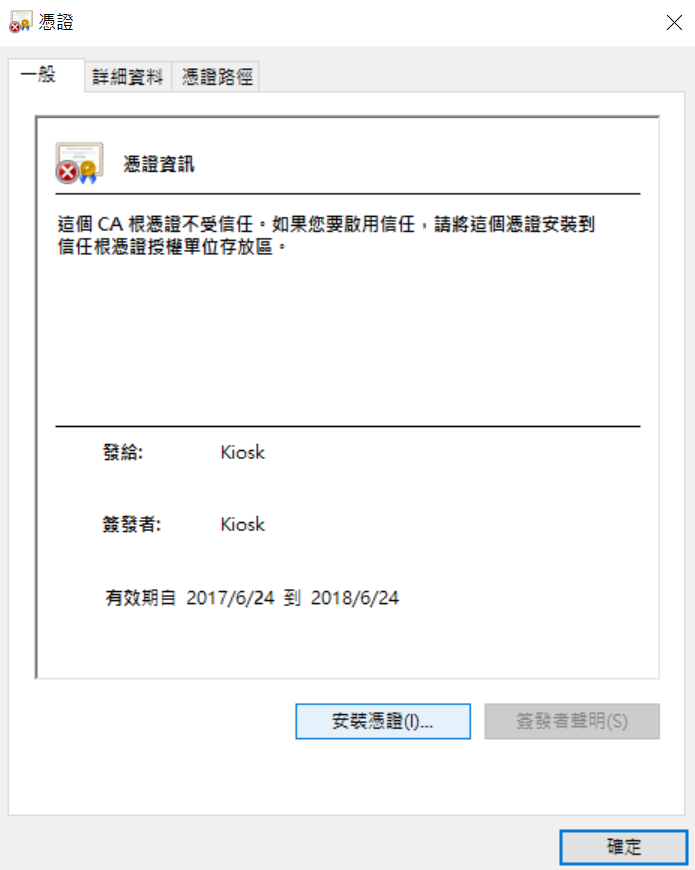 憑證
一般 詳細資料 憑證路徑
憑證資訊
這個 CA 根憑證不受信任。如果您要啟用信任，請將這個憑證安裝到
信任根憑證授權單位存放區。
發給: Kiosk
簽發者: Kiosk
有效期自 2017/6/24 到 2018/6/24
安裝憑證(I)... 簽發者聲明(S)
確定